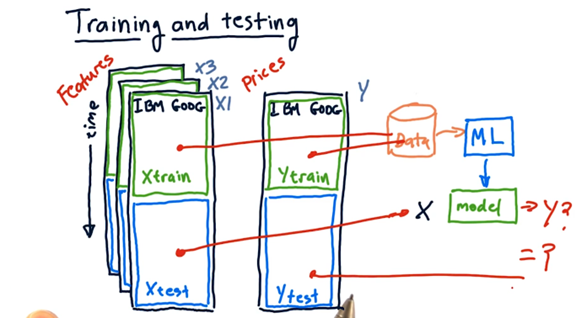 Training and testing
Features
X3
X2
X1
Prices
Y
time
IBM GOOG
IBM GOOG
Data
ML
Xtrain
Ytrain
X
model
Y?
= ?
Xtest
Ytest